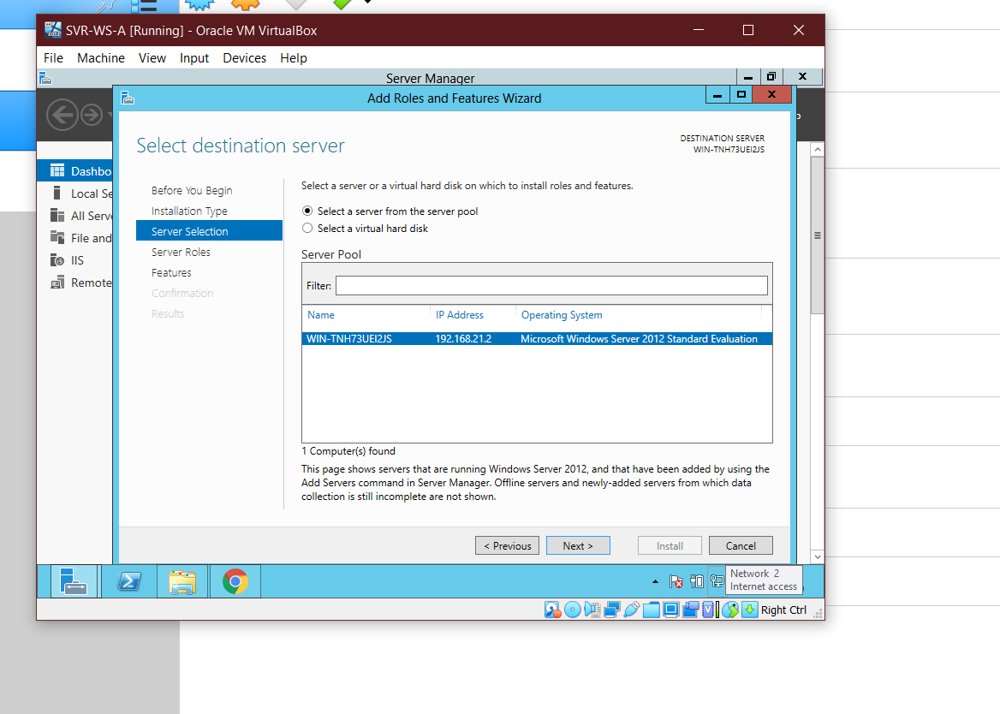 SVR-WS-A [Running] - Oracle VM VirtualBox
File Machine View Input Devices Help
Server Manager
Add Roles and Features Wizard
Select destination server
DESTINATION SERVER
WIN-TNH73UEI2JS
Dashbo
Local Se
All Serve
File and
IIS
Remote
Before You Begin
Installation Type
Server Selection
Server Roles
Features
Confirmation
Results
Select a server or a virtual hard disk on which to install roles and features.
Select a server from the server pool
Select a virtual hard disk
Server Pool
Filter:
Name IP Address Operating System
WIN-TNH73UEI2JS 192.168.21.2 Microsoft Windows Server 2012 Standard Evaluation
1 Computer(s) found
This page shows servers that are running Windows Server 2012, and that have been added by using the
Add Servers command in Server Manager. Offline servers and newly-added servers from which data
collection is still incomplete are not shown.
< Previous Next > Install Cancel
Network 2
Internet access
Right Ctrl